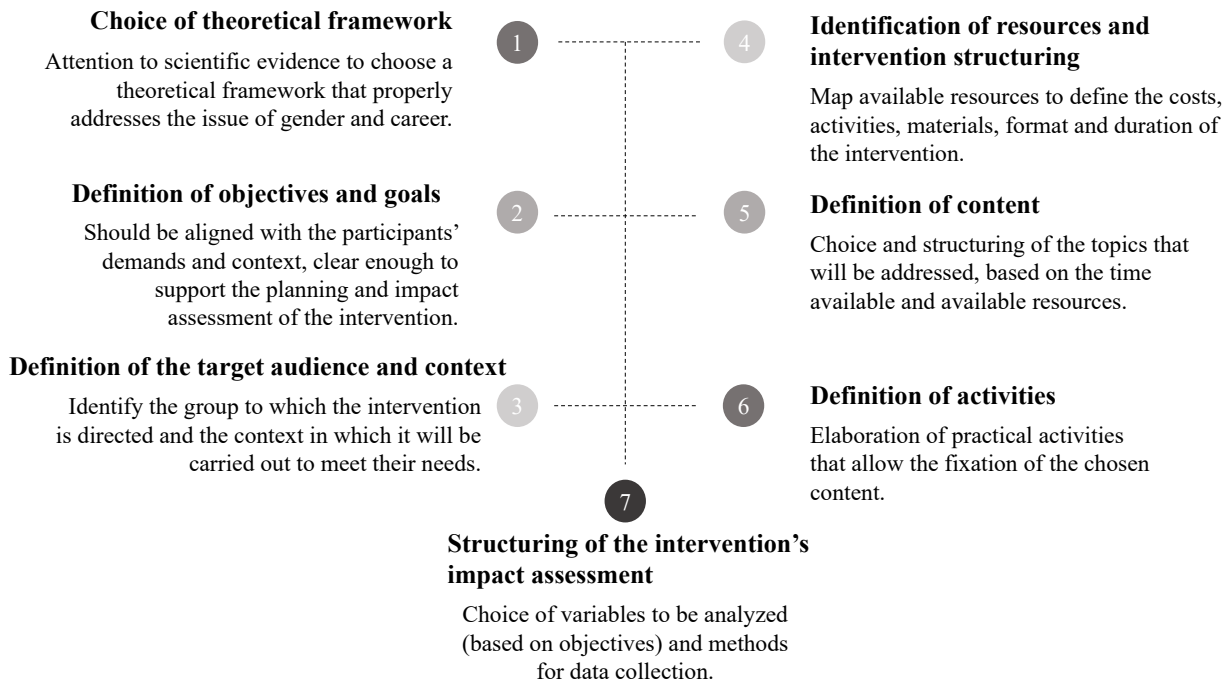 Choice of theoretical framework
1
Attention to scientific evidence to choose a
theoretical framework that properly
addresses the issue of gender and career.
Definition of objectives and goals
2
Should be aligned with the participants’
demands and context, clear enough to
support the planning and impact
assessment of the intervention.
Definition of the target audience and context
3
Identify the group to which the intervention
is directed and the context in which it will be
carried out to meet their needs.
4
Identification of resources and
intervention structuring
Map available resources to define the costs,
activities, materials, format and duration of
the intervention.
5
Definition of content
Choice and structuring of the topics that
will be addressed, based on the time
available and available resources.
6
Definition of activities
Elaboration of practical activities
that allow the fixation of the chosen
content.
7
Structuring of the intervention’s
impact assessment
Choice of variables to be analyzed
(based on objectives) and methods
for data collection.